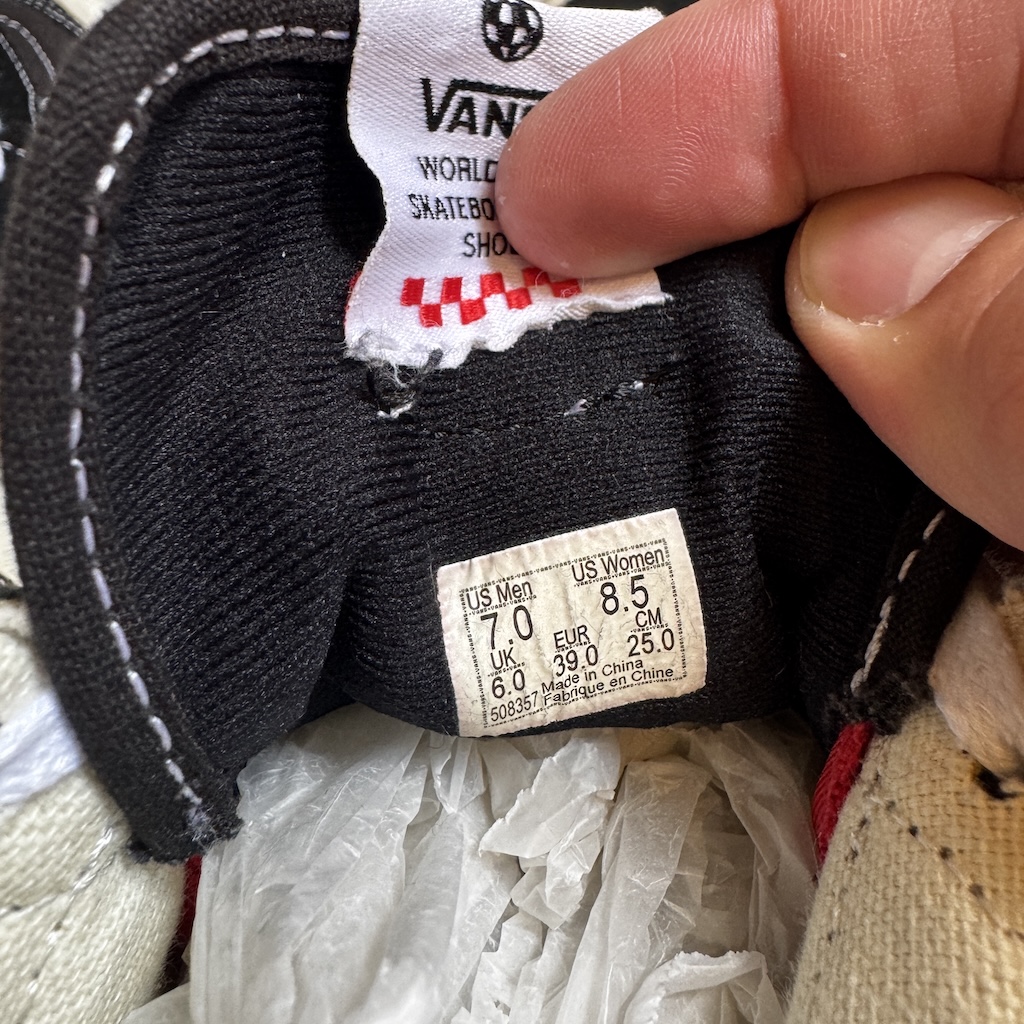 VANS
WORLD
SKATEBO
SHOE
US Men
7.0
US Women
8.5
UK
6.0
EUR
39.0
CM
25.0
Made in China
508357 Fabrique en Chine